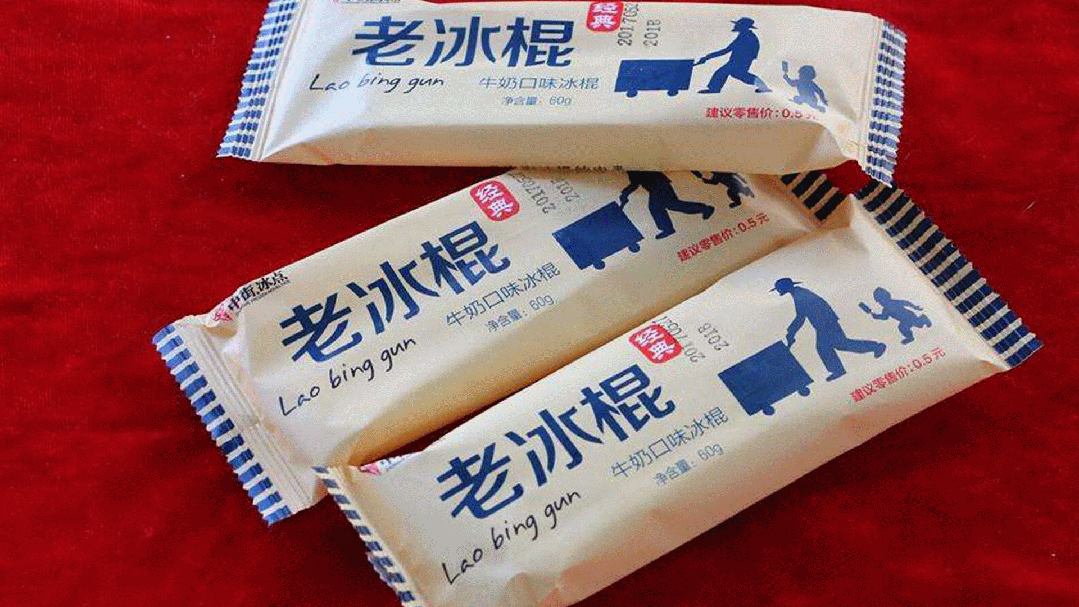 经典
老冰棍
Lao bing gun
牛奶口味冰棍
净含量：60g
2018
建议零售价：0.5
中街冰点
经典
老冰棍
Lao bing gun
牛奶口味冰棍
净含量：60g
建议零售价：0.5元
经典
老冰棍
Lao bing gun
牛奶口味冰棍
净含量：60g
2018
建议零售价：0.5元